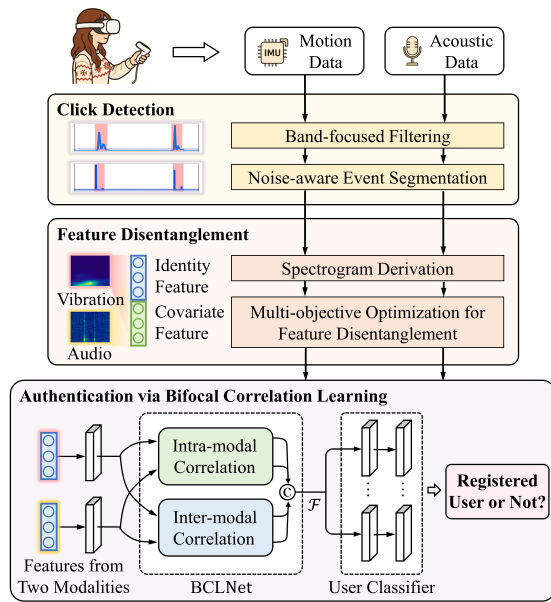 IMU
Motion
Data
Acoustic
Data
Click Detection
Band-focused Filtering
Noise-aware Event Segmentation
Feature Disentanglement
Vibration
Audio
Identity
Feature
Covariate
Feature
Spectrogram Derivation
Multi-objective Optimization for
Feature Disentanglement
Authentication via Bifocal Correlation Learning
Features from
Two Modalities
Intra-modal
Correlation
Inter-modal
Correlation
BCLNet
©
ℱ
User Classifier
Registered
User or Not?